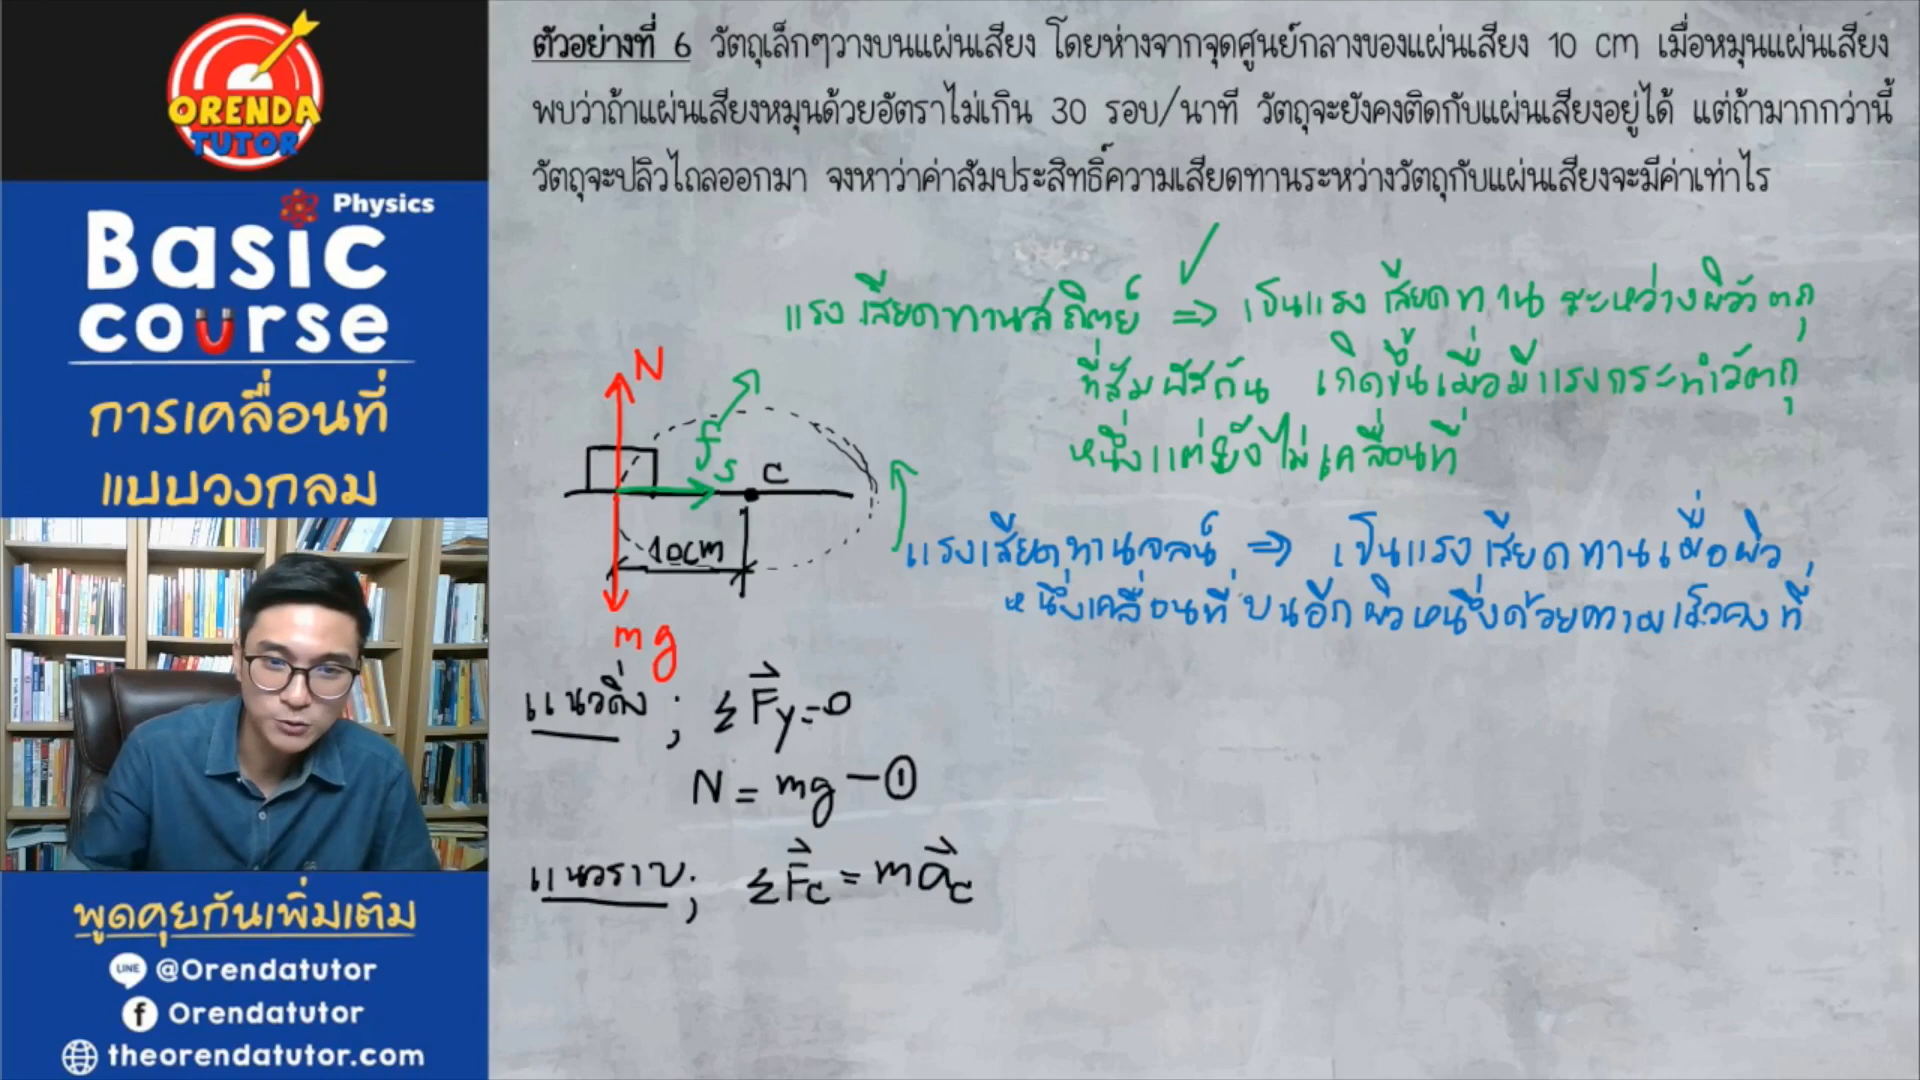 ORENDA
TUTOR
Physics
Basic
course
การเคลื่อนที่
แบบวงกลม
พูดคุยกันเพิ่มเติม
LINE @Orendatutor
f Orendatutor
theorendatutor.com
ตัวอย่างที่ 6 วัตถุเล็กๆวางบนแผ่นเสียง โดยห่างจากจุดศูนย์กลางของแผ่นเสียง 10 cm เมื่อหมุนแผ่นเสียง
พบว่าถ้าแผ่นเสียงหมุนด้วยอัตราไม่เกิน 30 รอบ/นาที วัตถุจะยังคงติดกับแผ่นเสียงอยู่ได้ แต่ถ้ามากกว่านี้
วัตถุจะปลิวไถลออกมา จงหาว่าค่าสัมประสิทธิ์ความเสียดทานระหว่างวัตถุกับแผ่นเสียงจะมีค่าเท่าไร
แรงเสียดทานสถิตย์ ⇒ เป็นแรงเสียดทานระหว่างผิววัตถุ
ที่สัมผัสกัน เกิดขึ้นเมื่อมีแรงกระทำวัตถุ
หนึ่งแต่ยังไม่เคลื่อนที่
แรงเสียดทานจลน์ ⇒ เป็นแรงเสียดทานเมื่อผิว
หนึ่งเคลื่อนที่บนอีกผิวหนึ่งด้วยความเร็วคงที่
N
fs
C
10cm
mg
แนวดิ่ง ; ΣF⃗y=0
N = mg —①
แนวราบ ; ΣF⃗c = ma⃗c